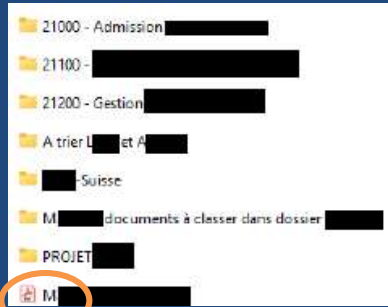 21000 - Admission
21100 -
21200 - Gestion
A trier L et A
-Suisse
M documents à classer dans dossier
PROJET
M